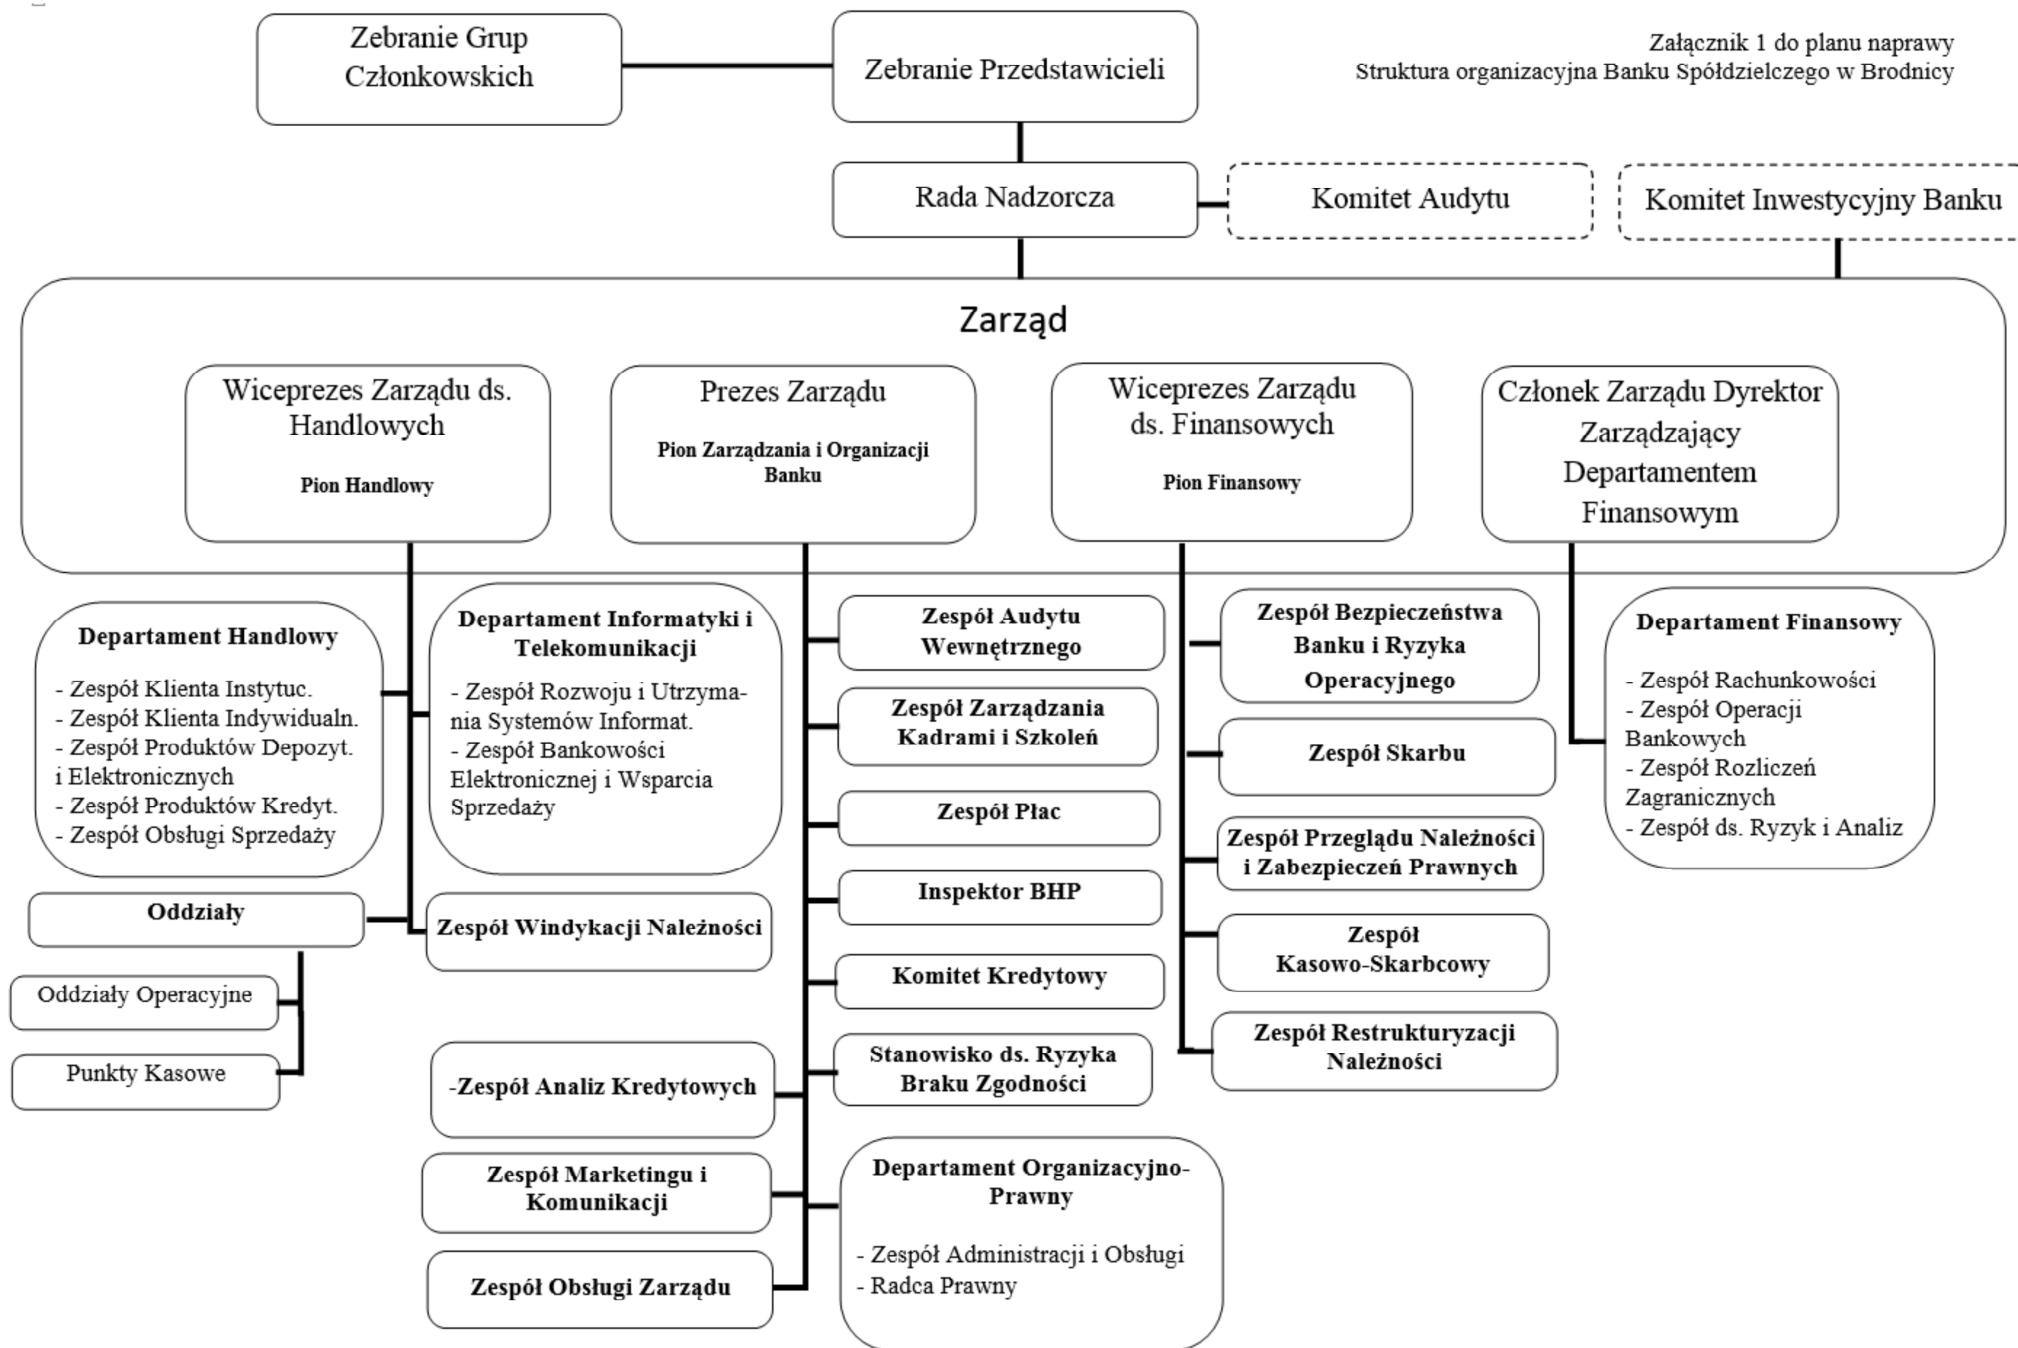 Zebranie Grup
Członkowskich
Zebranie Przedstawicieli
Załącznik 1 do planu naprawy
Struktura organizacyjna Banku Spółdzielczego w Brodnicy
Rada Nadzorcza
Komitet Audytu
Komitet Inwestycyjny Banku
Zarząd
Wiceprezes Zarządu ds.
Handlowych
Pion Handlowy
Prezes Zarządu
Pion Zarządzania i Organizacji
Banku
Wiceprezes Zarządu
ds. Finansowych
Pion Finansowy
Członek Zarządu Dyrektor
Zarządzający
Departamentem
Finansowym
Departament Handlowy
- Zespół Klienta Instytuc.
- Zespół Klienta Indywidualn.
- Zespół Produktów Depozyt.
i Elektronicznych
- Zespół Produktów Kredyt.
- Zespół Obsługi Sprzedaży
Oddziały
Oddziały Operacyjne
Punkty Kasowe
Departament Informatyki i
Telekomunikacji
- Zespół Rozwoju i Utrzyma-
nia Systemów Informat.
- Zespół Bankowości
Elektronicznej i Wsparcia
Sprzedaży
Zespół Windykacji Należności
-Zespół Analiz Kredytowych
Zespół Marketingu i
Komunikacji
Zespół Obsługi Zarządu
Zespół Audytu
Wewnętrznego
Zespół Zarządzania
Kadrami i Szkoleń
Zespół Płac
Inspektor BHP
Komitet Kredytowy
Stanowisko ds. Ryzyka
Braku Zgodności
Departament Organizacyjno-
Prawny
- Zespół Administracji i Obsługi
- Radca Prawny
Zespół Bezpieczeństwa
Banku i Ryzyka
Operacyjnego
Zespół Skarbu
Zespół Przeglądu Należności
i Zabezpieczeń Prawnych
Zespół
Kasowo-Skarbcowy
Zespół Restrukturyzacji
Należności
Departament Finansowy
- Zespół Rachunkowości
- Zespół Operacji
Bankowych
- Zespół Rozliczeń
Zagranicznych
- Zespół ds. Ryzyk i Analiz